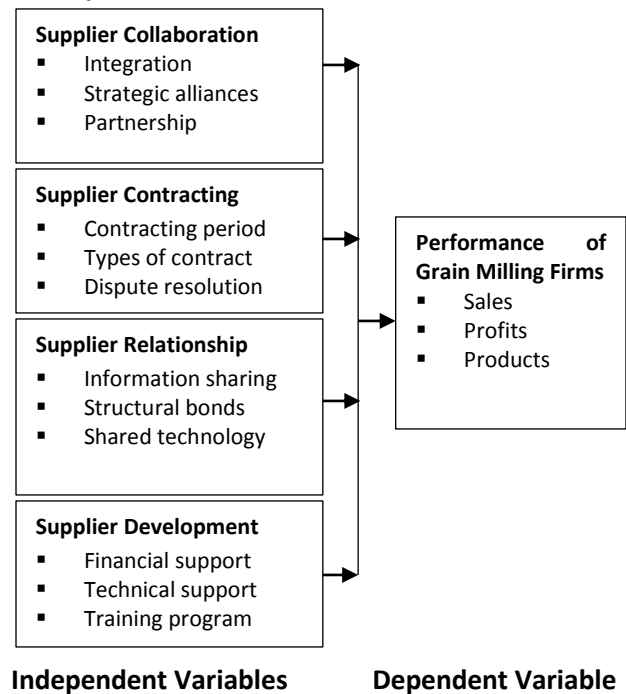 Supplier Collaboration
▪ Integration
▪ Strategic alliances
▪ Partnership
Supplier Contracting
▪ Contracting period
▪ Types of contract
▪ Dispute resolution
Supplier Relationship
▪ Information sharing
▪ Structural bonds
▪ Shared technology
Supplier Development
▪ Financial support
▪ Technical support
▪ Training program
Performance of
Grain Milling Firms
▪ Sales
▪ Profits
▪ Products
Independent Variables
Dependent Variable